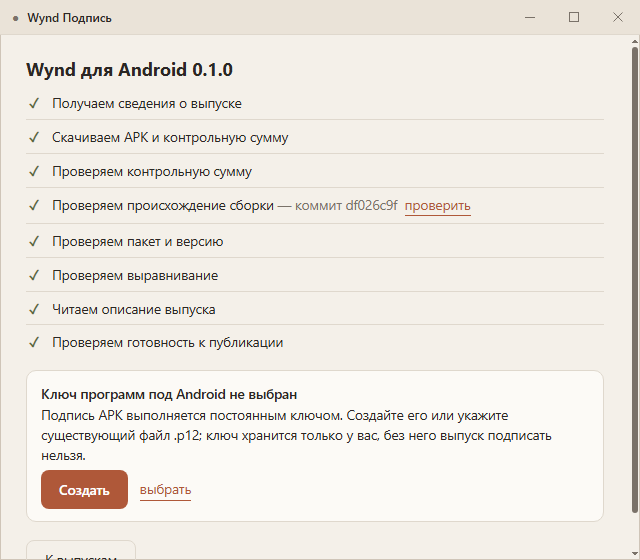 Wynd Подпись
Wynd для Android 0.1.0
✓ Получаем сведения о выпуске
✓ Скачиваем APK и контрольную сумму
✓ Проверяем контрольную сумму
✓ Проверяем происхождение сборки — коммит df026c9f проверить
✓ Проверяем пакет и версию
✓ Проверяем выравнивание
✓ Читаем описание выпуска
✓ Проверяем готовность к публикации
Ключ программ под Android не выбран
Подпись APK выполняется постоянным ключом. Создайте его или укажите
существующий файл .p12; ключ хранится только у вас, без него выпуск подписать
нельзя.
Создать выбрать
К выпускам